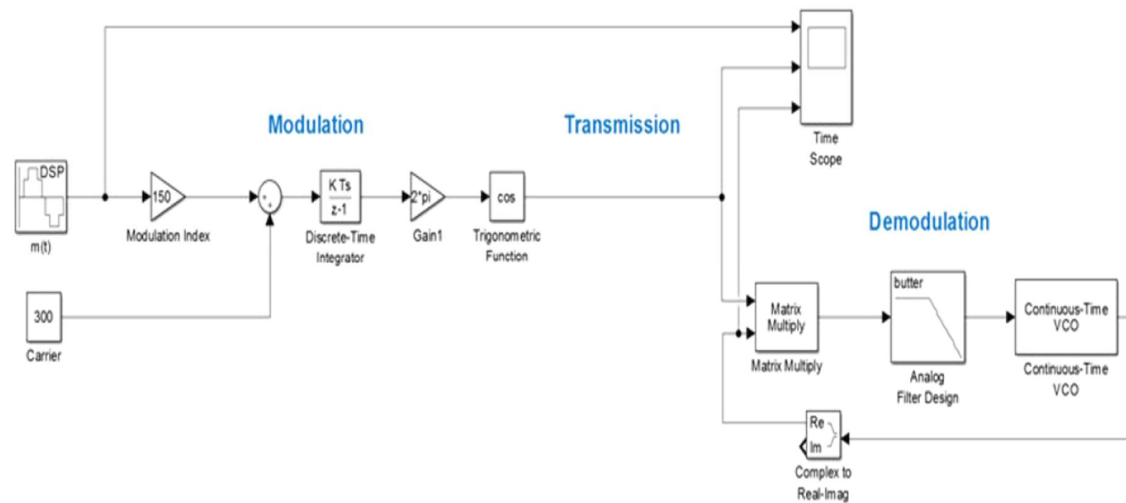 Modulation
Transmission
Time
Scope
DSP
m(t)
150
Modulation Index
+
+
K Ts
z-1
Discrete-Time
Integrator
2*pi
Gain1
cos
Trigonometric
Function
Demodulation
300
Carrier
Matrix
Multiply
Matrix Multiply
butter
Analog
Filter Design
Continuous-Time
VCO
Continuous-Time
VCO
Re
Im
Complex to
Real-Imag